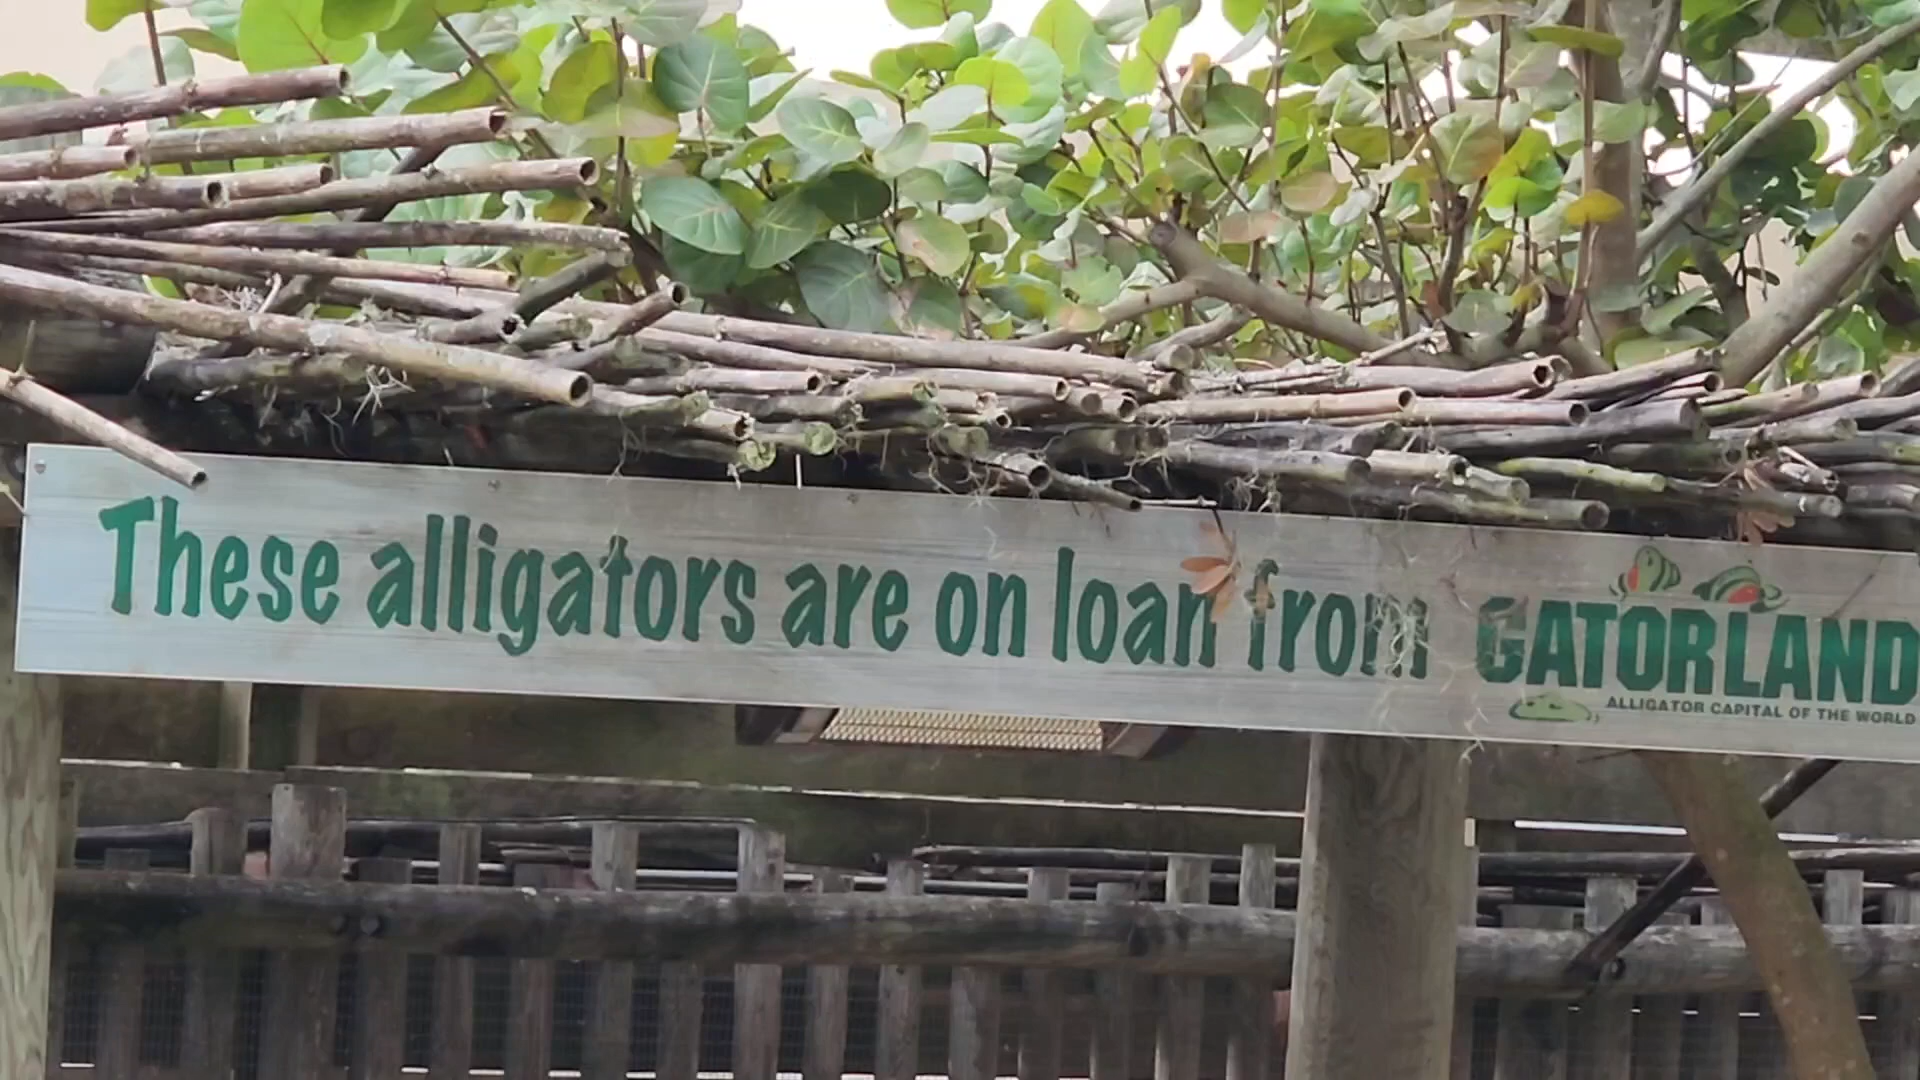 These alligators are on loan from GATORLAND
ALLIGATOR CAPITAL OF THE WORLD